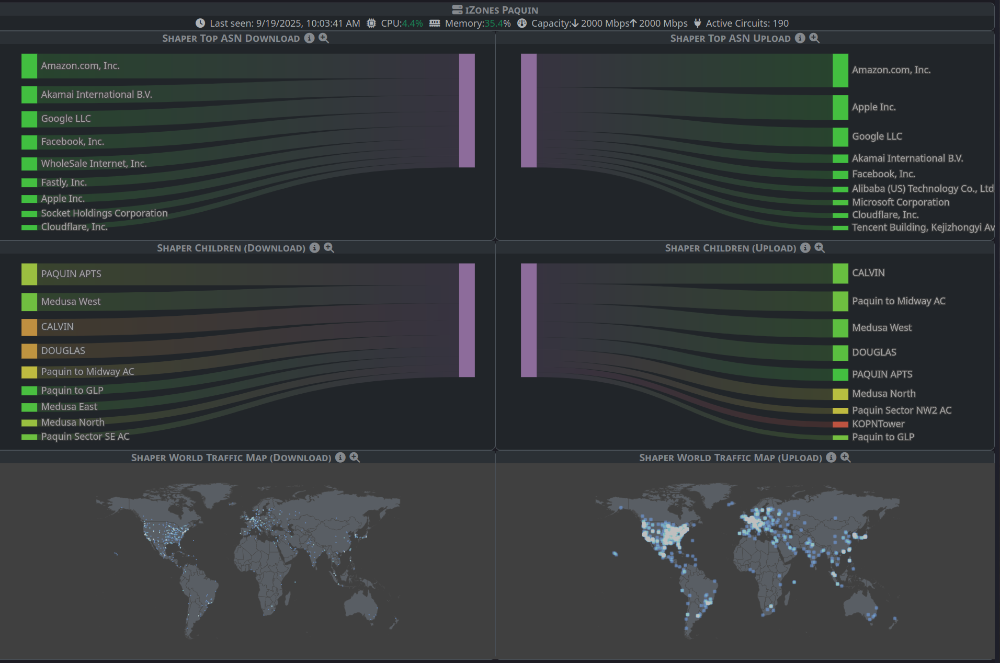 iZones Paquin
Last seen: 9/19/2025, 10:03:41 AM CPU:4.4% Memory:35.4% Capacity: 2000 Mbps 2000 Mbps Active Circuits: 190
Shaper Top ASN Download
Amazon.com, Inc.
Akamai International B.V.
Google LLC
Facebook, Inc.
WholeSale Internet, Inc.
Fastly, Inc.
Apple Inc.
Socket Holdings Corporation
Cloudflare, Inc.
Shaper Top ASN Upload
Amazon.com, Inc.
Apple Inc.
Google LLC
Akamai International B.V.
Facebook, Inc.
Alibaba (US) Technology Co., Ltd
Microsoft Corporation
Cloudflare, Inc.
Tencent Building, Kejizhongyi Av
Shaper Children (Download)
PAQUIN APTS
Medusa West
CALVIN
DOUGLAS
Paquin to Midway AC
Paquin to GLP
Medusa East
Medusa North
Paquin Sector SE AC
Shaper Children (Upload)
CALVIN
Paquin to Midway AC
Medusa West
DOUGLAS
PAQUIN APTS
Medusa North
Paquin Sector NW2 AC
KOPNTower
Paquin to GLP
Shaper World Traffic Map (Download)
Shaper World Traffic Map (Upload)